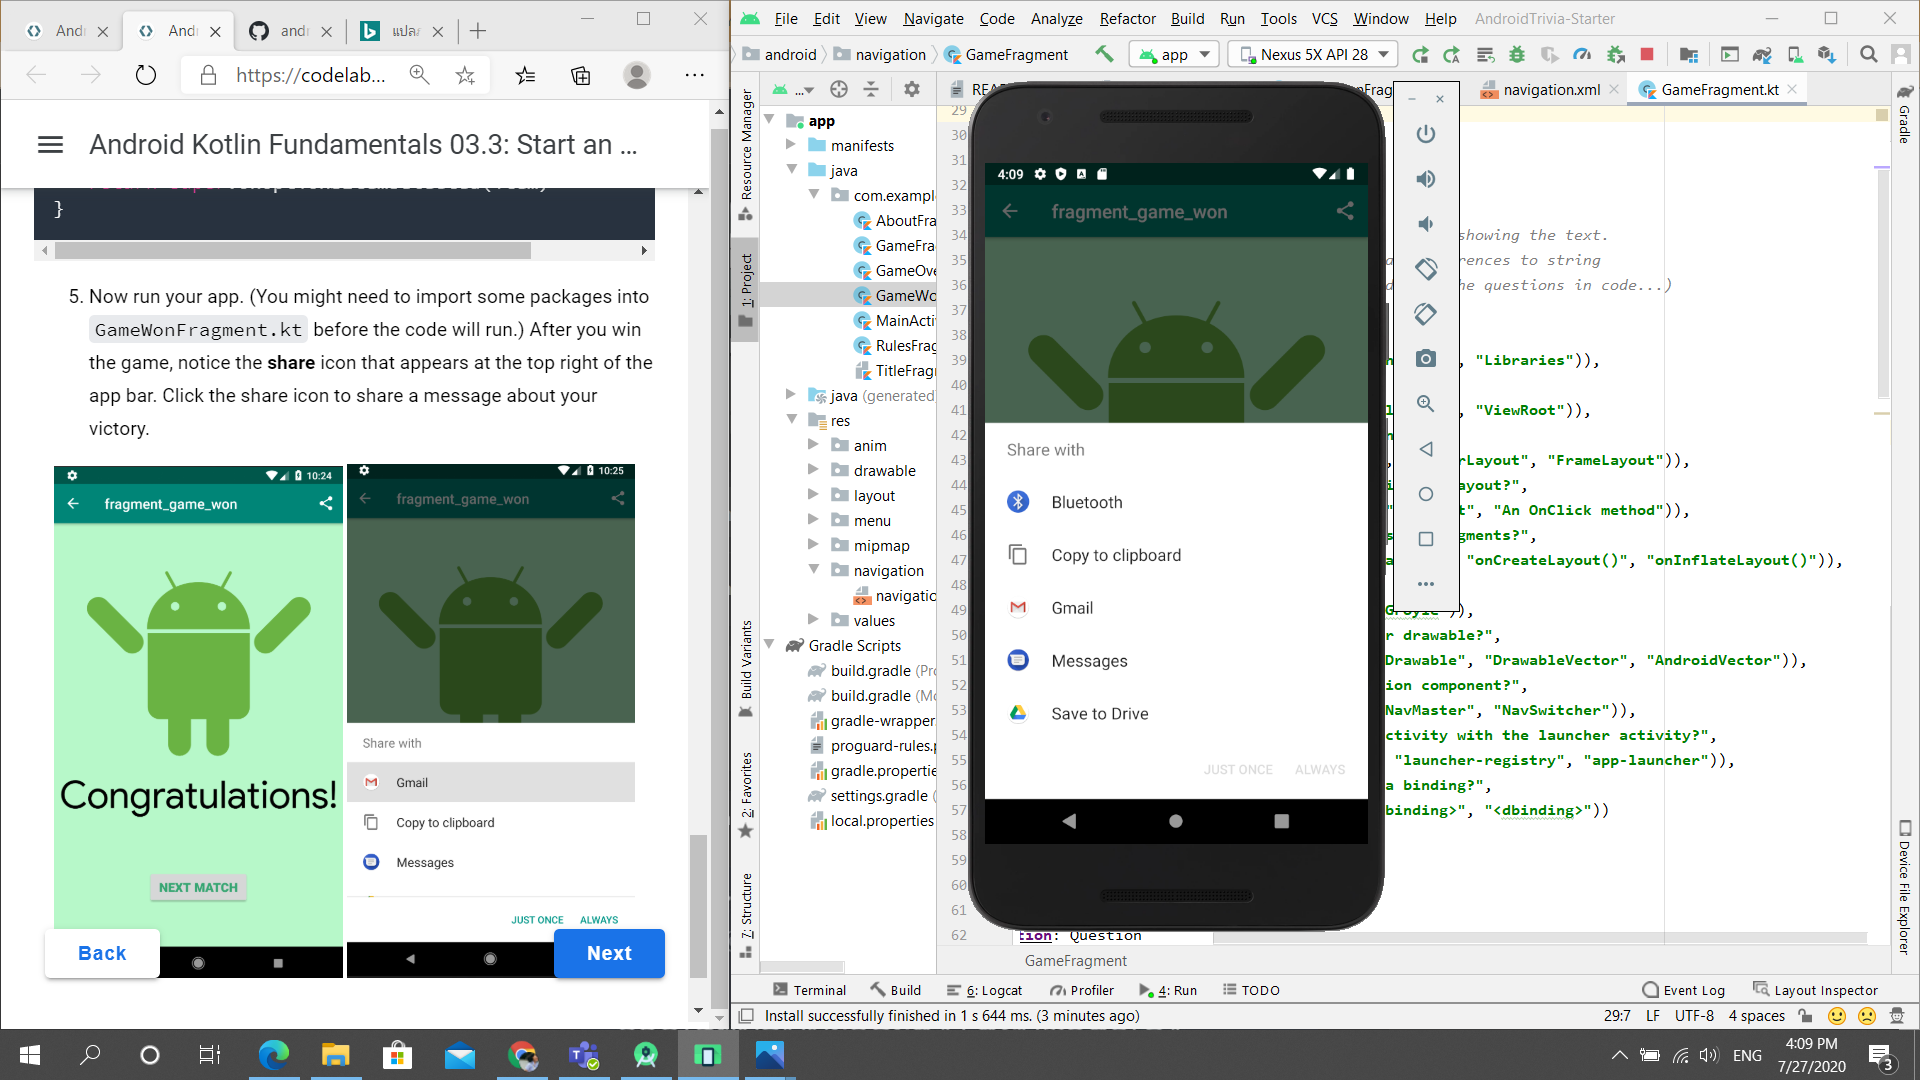 Andr
Andr
andr
แปลภ
https://codelab...
Android Kotlin Fundamentals 03.3: Start an ...
}
5. Now run your app. (You might need to import some packages into
GameWonFragment.kt before the code will run.) After you win
the game, notice the share icon that appears at the top right of the
app bar. Click the share icon to share a message about your
victory.
10:24
fragment_game_won
Congratulations!
NEXT MATCH
10:25
fragment_game_won
Share with
Gmail
Copy to clipboard
Messages
JUST ONCE ALWAYS
Back
Next
File Edit View Navigate Code Analyze Refactor Build Run Tools VCS Window Help AndroidTrivia-Starter
android navigation GameFragment app Nexus 5X API 28
Resource Manager
1: Project
Build Variants
2: Favorites
7: Structure
...
app
manifests
java
com.example
AboutFra
GameFra
GameOve
GameWo
MainActi
RulesFrag
TitleFragm
java (generated)
res
anim
drawable
layout
menu
mipmap
navigation
navigatio
values
Gradle Scripts
build.gradle (Pro
build.gradle (Mo
gradle-wrapper.
proguard-rules.p
gradle.propertie
settings.gradle (
local.properties
navigation.xml GameFragment.kt
29
30
31
32
33
34 showing the text.
35 rences to string
36 he questions in code...)
37
38
39 , "Libraries")),
40
41 , "ViewRoot")),
42
43 rLayout", "FrameLayout")),
44 ayout?",
45 t", "An OnClick method")),
46 gments?",
47 "onCreateLayout()", "onInflateLayout()")),
48
49
50 r drawable?",
51 Drawable", "DrawableVector", "AndroidVector")),
52 ion component?",
53 NavMaster", "NavSwitcher")),
54 ctivity with the launcher activity?",
55 "launcher-registry", "app-launcher")),
56 a binding?",
57 binding>", "<dbinding>"))
58
59
60
61
62 tion: Question
4:09
fragment_game_won
Share with
Bluetooth
Copy to clipboard
Gmail
Messages
Save to Drive
JUST ONCE ALWAYS
GameFragment
Gradle
Device File Explorer
Terminal Build 6: Logcat Profiler 4: Run TODO Event Log Layout Inspector
Install successfully finished in 1 s 644 ms. (3 minutes ago) 29:7 LF UTF-8 4 spaces
ENG
4:09 PM
7/27/2020
3